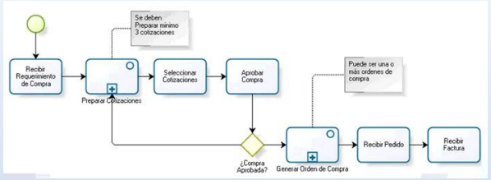 Se deben
Preparar mínimo
3 cotizaciones
Recibir
Requerimiento
de Compra
Preparar Cotizaciones
Seleccionar
Cotizaciones
Aprobar
Compra
Puede ser una o
más ordenes de
compra
¿Compra
Aprobada?
Generar Orden de Compra
Recibir Pedido
Recibir
Factura